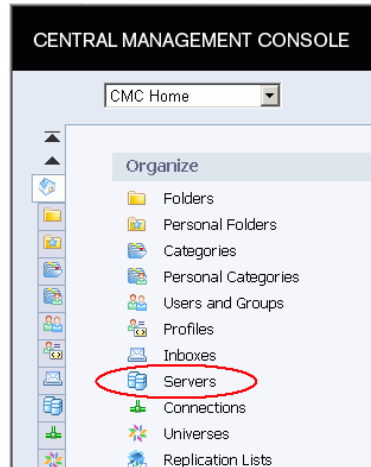 CENTRAL MANAGEMENT CONSOLE
CMC Home
Organize
Folders
Personal Folders
Categories
Personal Categories
Users and Groups
Profiles
Inboxes
Servers
Connections
Universes
Replication Lists